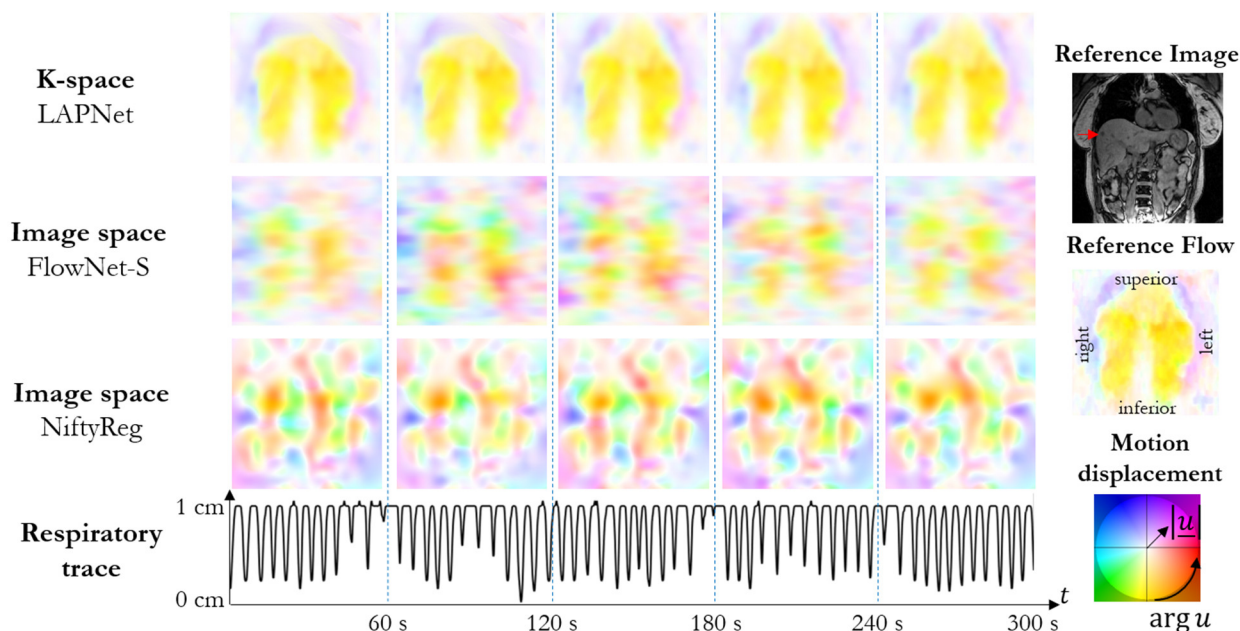 K-space
LAPNet
Image space
FlowNet-S
Image space
NiftyReg
Respiratory
trace
1 cm
0 cm
60 s
120 s
180 s
240 s
300 s
t
Reference Image
Reference Flow
superior
right
left
inferior
Motion
displacement
|u|
arg u